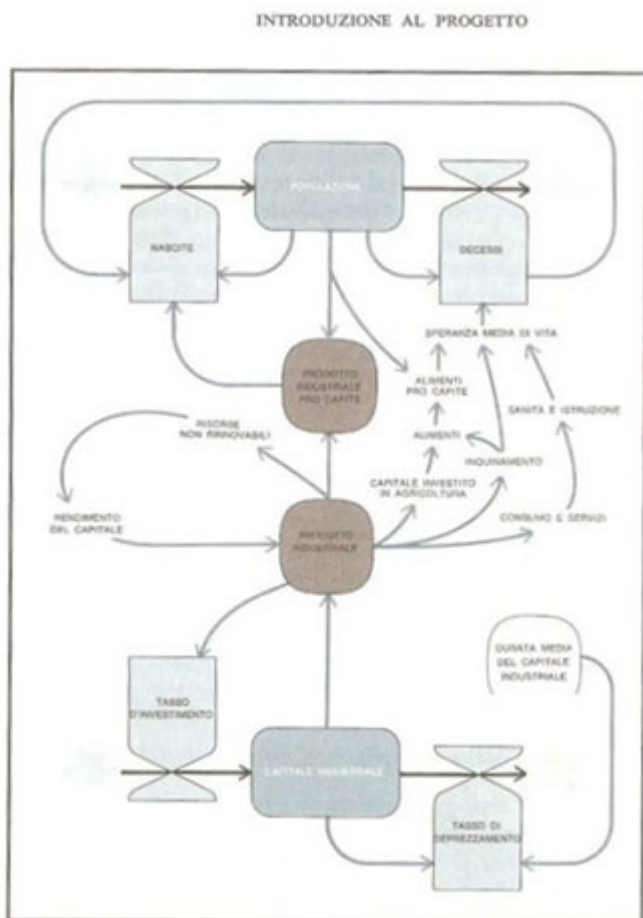 INTRODUZIONE AL PROGETTO
POPOLAZIONE
NASCITE
DECESSI
SPERANZA MEDIA DI VITA
PRODOTTO
INDUSTRIALE
PRO CAPITE
ALIMENTI
PRO CAPITE
SANITÀ E ISTRUZIONE
RISORSE
NON RINNOVABILI
ALIMENTI
INQUINAMENTO
CAPITALE INVESTITO
IN AGRICOLTURA
RENDIMENTO
DEL CAPITALE
PRODOTTO
INDUSTRIALE
CONSUMO E SERVIZI
DURATA MEDIA
DEL CAPITALE
INDUSTRIALE
TASSO
D'INVESTIMENTO
CAPITALE INDUSTRIALE
TASSO DI
DEPREZZAMENTO